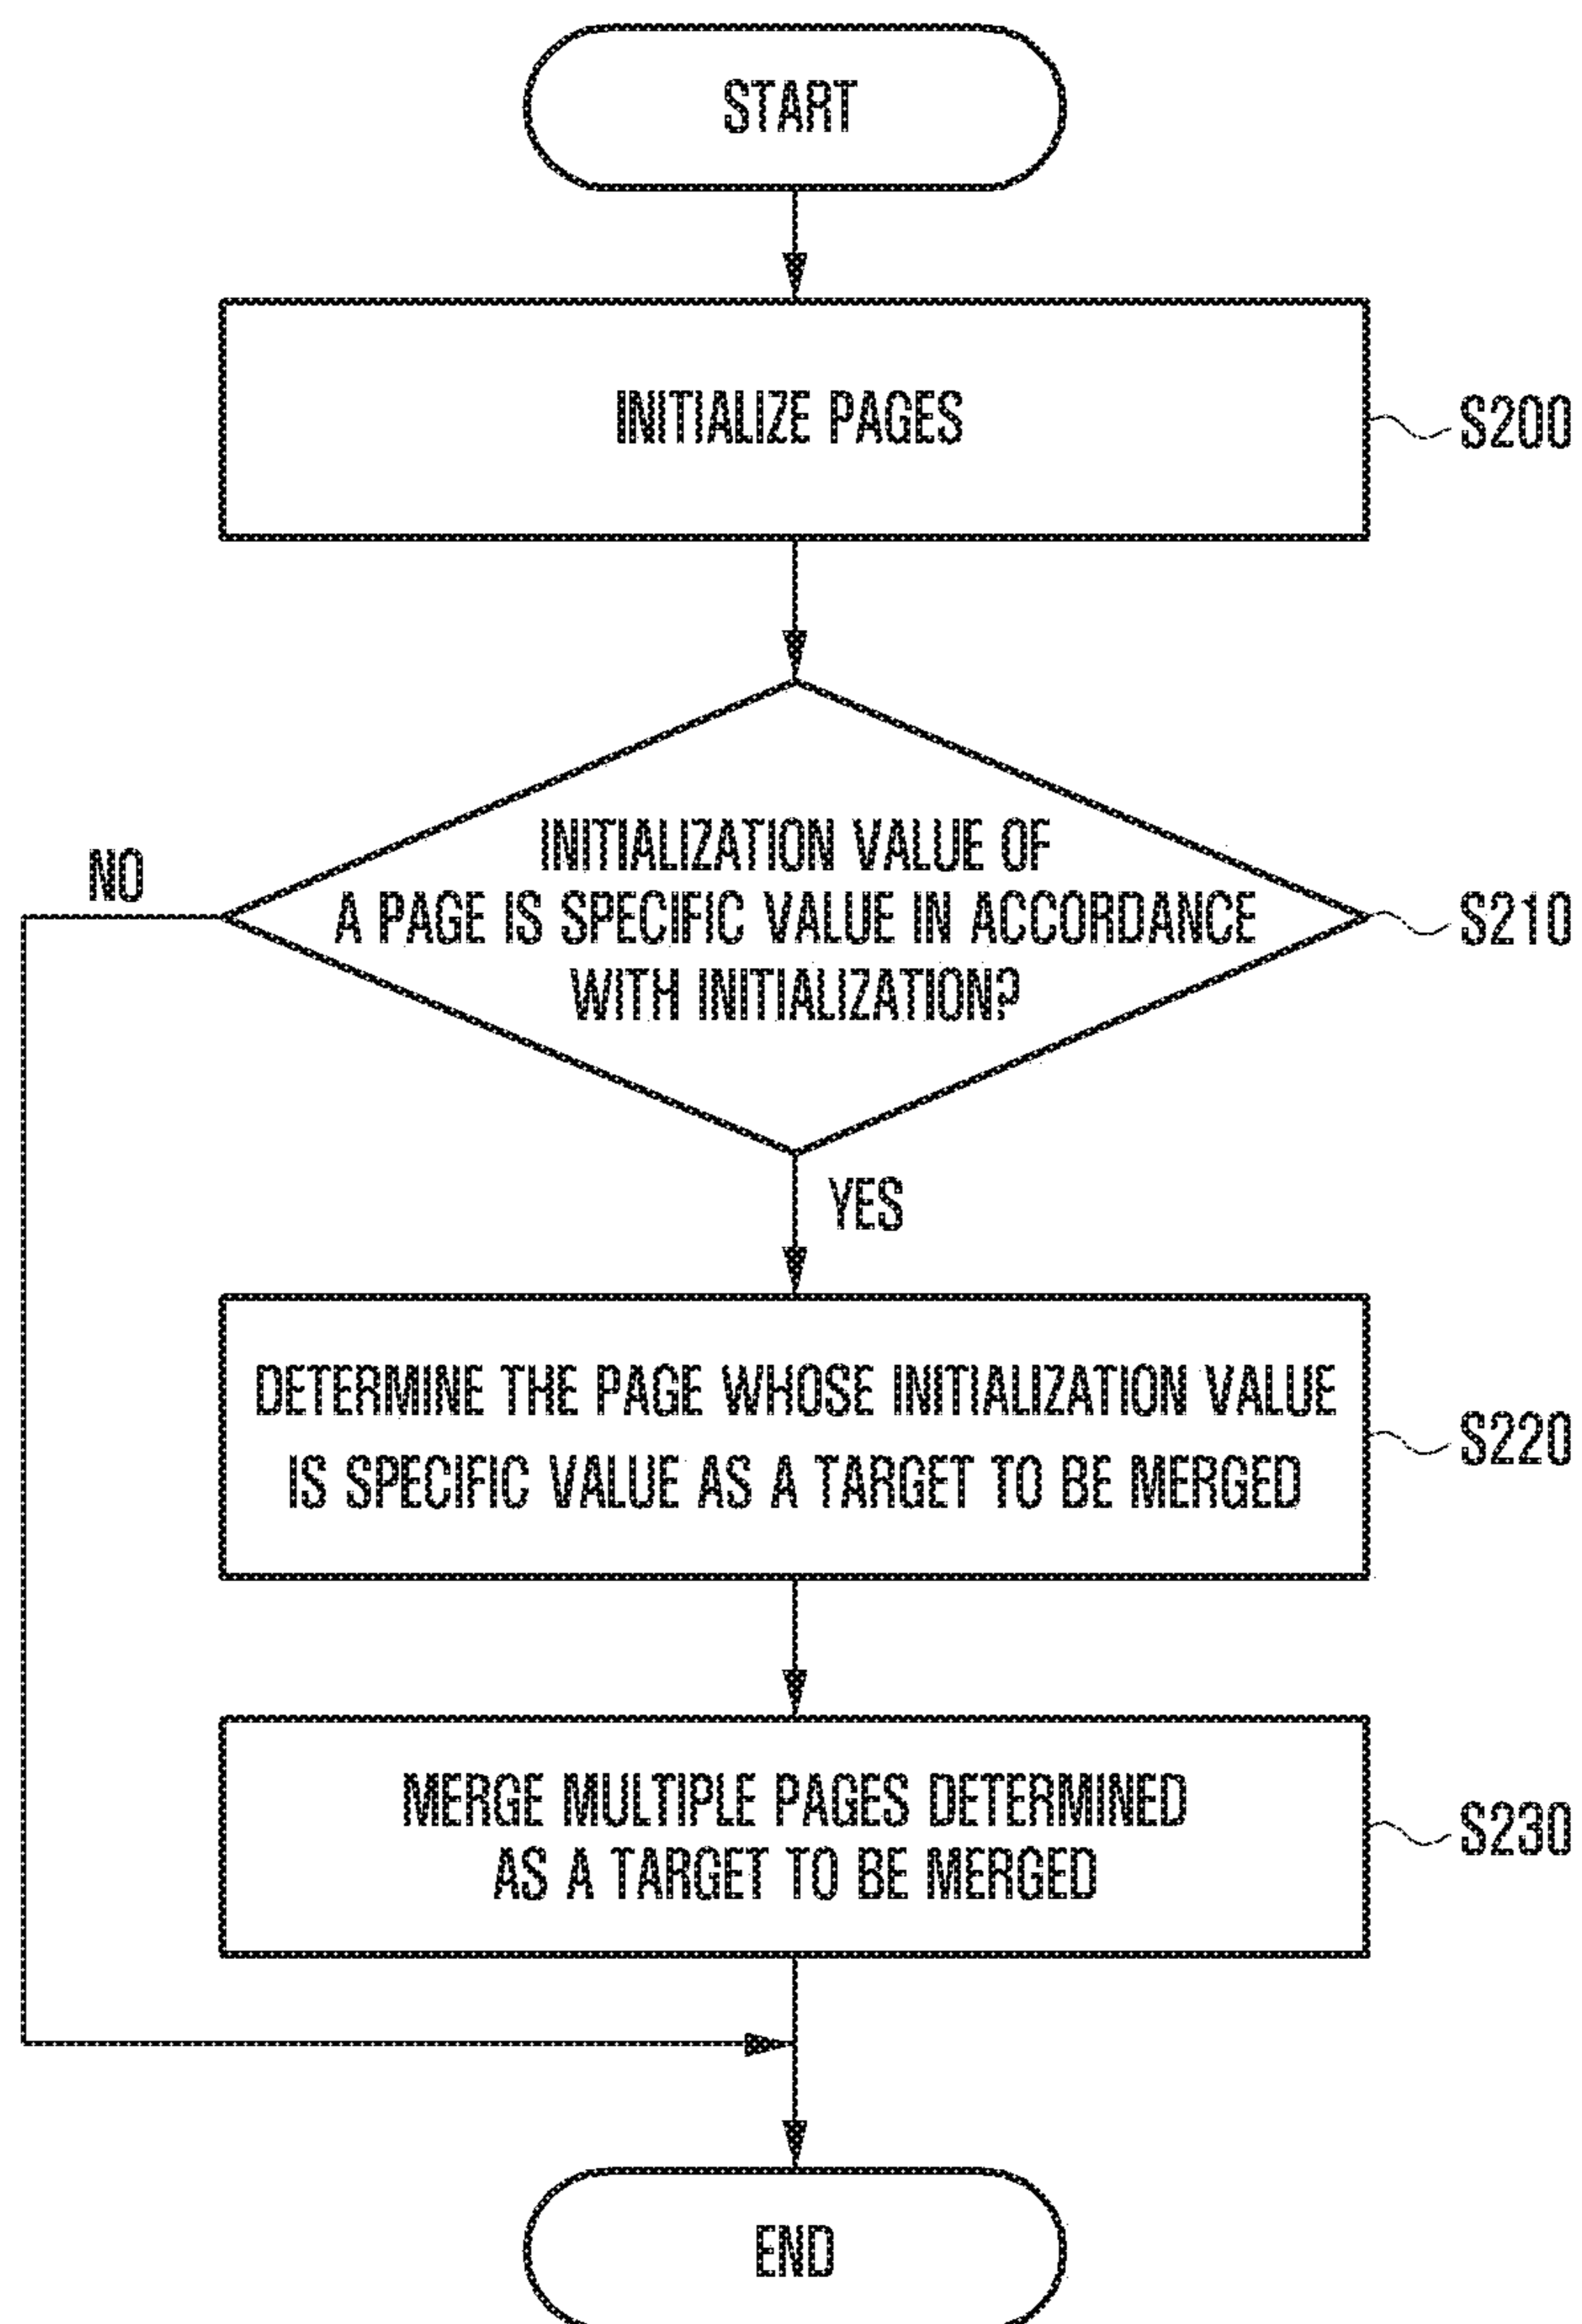 START
INITIALIZE PAGES
S200
INITIALIZATION VALUE OF
A PAGE IS SPECIFIC VALUE IN ACCORDANCE
WITH INITIALIZATION?
S210
NO
YES
DETERMINE THE PAGE WHOSE INITIALIZATION VALUE
IS SPECIFIC VALUE AS A TARGET TO BE MERGED
S220
MERGE MULTIPLE PAGES DETERMINED
AS A TARGET TO BE MERGED
S230
END